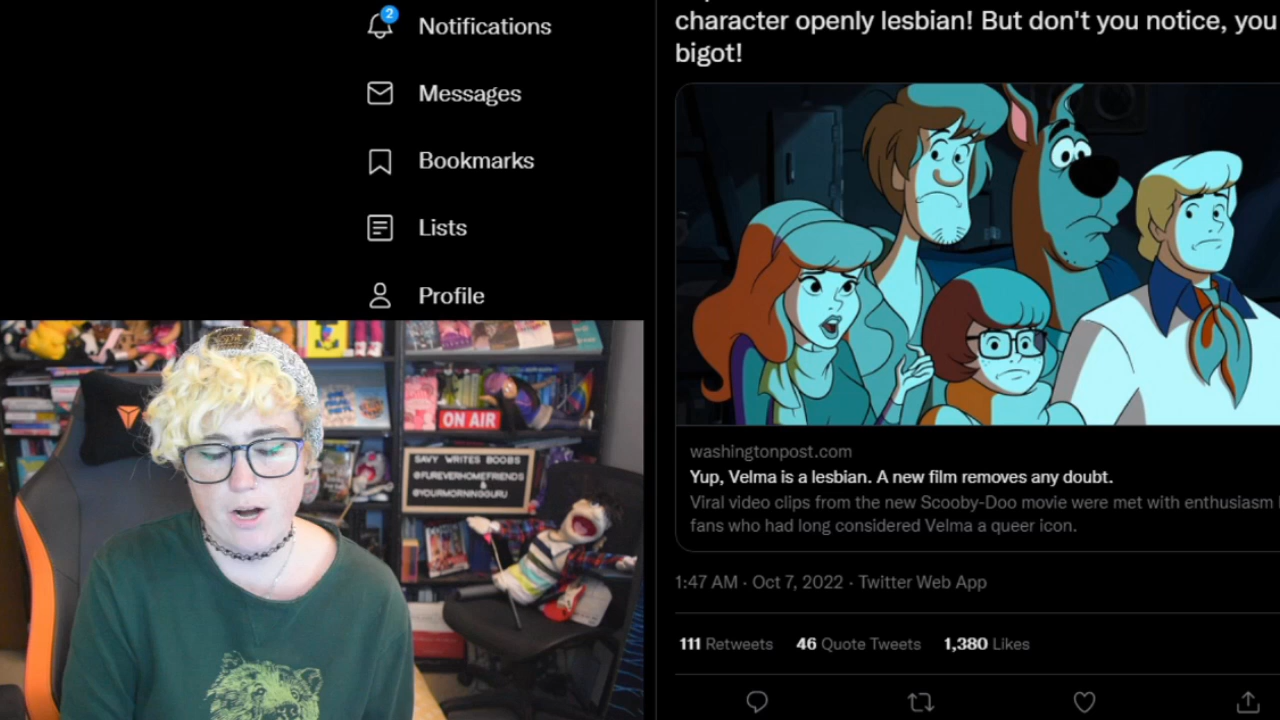 2
Notifications
Messages
Bookmarks
Lists
Profile
character openly lesbian! But don't you notice, you
bigot!
washingtonpost.com
Yup, Velma is a lesbian. A new film removes any doubt.
Viral video clips from the new Scooby-Doo movie were met with enthusiasm
fans who had long considered Velma a queer icon.
1:47 AM · Oct 7, 2022 · Twitter Web App
111 Retweets 46 Quote Tweets 1,380 Likes
ON AIR
SAVY WRITES BOOBS
@FUREVERHOMEFRIENDS
&
@YOURMORNINGGURU